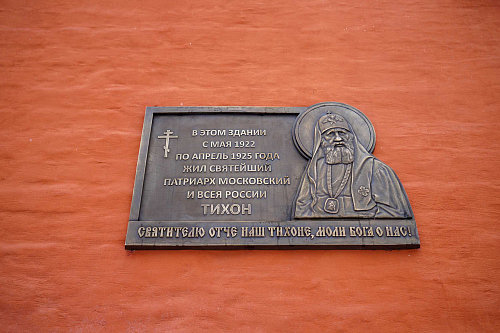 В ЭТОМ ЗДАНИИ
С МАЯ 1922
ПО АПРЕЛЬ 1925 ГОДА
ЖИЛ СВЯТЕЙШИЙ
ПАТРИАРХ МОСКОВСКИЙ
И ВСЕЯ РОССИИ
ТИХОН
СВЯТИТЕЛЮ ОТЧЕ НАШ ТИХОНЕ, МОЛИ БОГА О НАС!